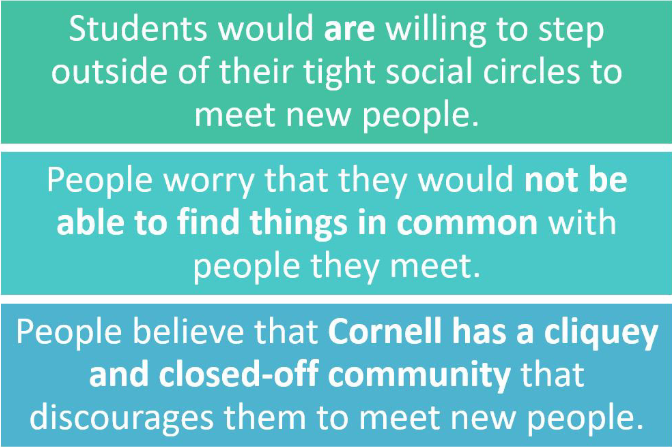 Students would are willing to step
outside of their tight social circles to
meet new people.
People worry that they would not be
able to find things in common with
people they meet.
People believe that Cornell has a cliquey
and closed-off community that
discourages them to meet new people.